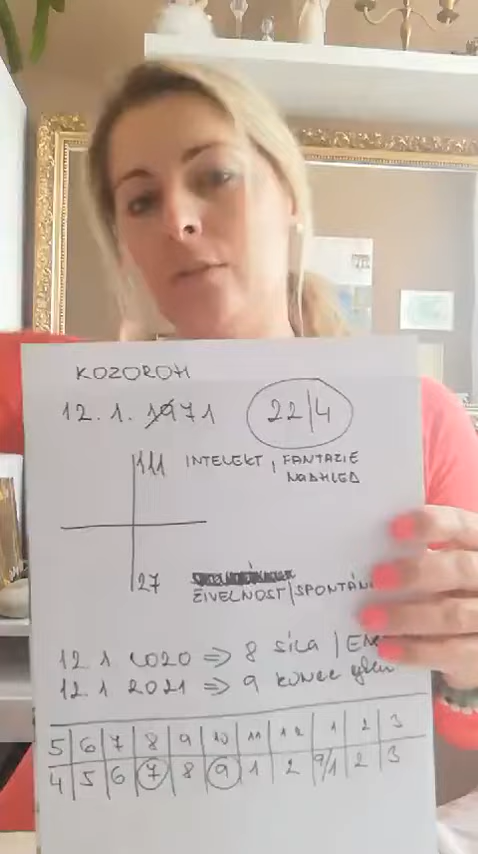 KOZOROH
12. 1. 1971 22/4
111 INTELEKT, FANTAZIE
NADHLED
27
ŽIVELNOST/SPONTÁN
12 1 2020 => 8 SÍLA / EN
12. 1 2021 => 9 KONEC
5 6 7 8 9 10 11 12 1 2 3
4 5 6 7 8 9 1 2 9/1 2 3